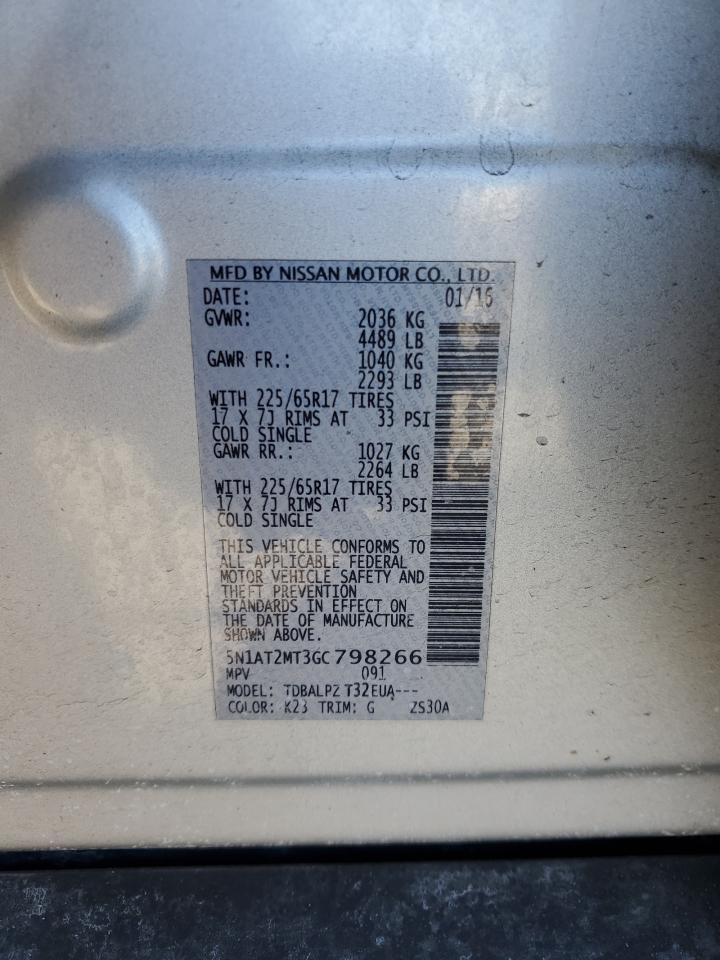 MFD BY NISSAN MOTOR CO., LTD.
DATE: 01/16
GVWR: 2036 KG
4489 LB
GAWR FR.: 1040 KG
2293 LB
WITH 225/65R17 TIRES
17 X 7J RIMS AT 33 PSI
COLD SINGLE
GAWR RR.: 1027 KG
2264 LB
WITH 225/65R17 TIRES
17 X 7J RIMS AT 33 PSI
COLD SINGLE
THIS VEHICLE CONFORMS TO
ALL APPLICABLE FEDERAL
MOTOR VEHICLE SAFETY AND
THEFT PREVENTION
STANDARDS IN EFFECT ON
THE DATE OF MANUFACTURE
SHOWN ABOVE.
5N1AT2MT3GC798266
MPV 091
MODEL: TDBALPZ T32EUA---
COLOR: K23 TRIM: G ZS30A